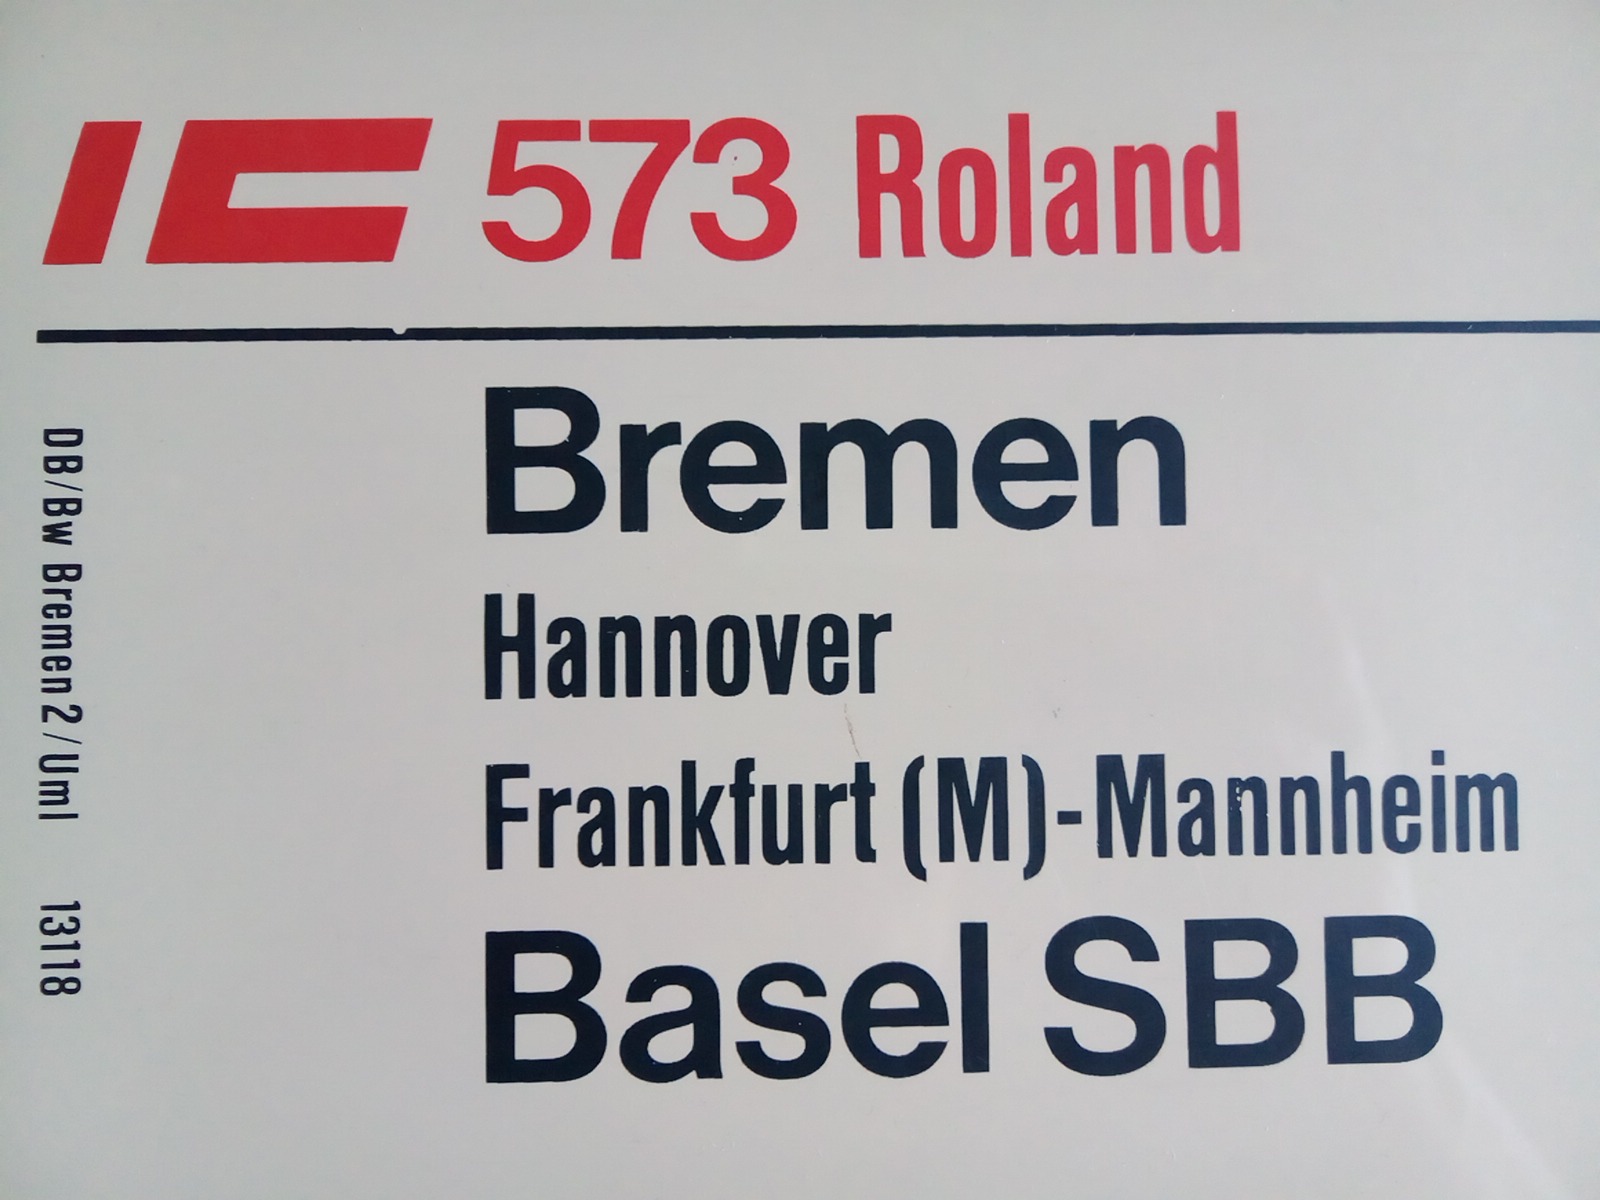 IC 573 Roland
Bremen
Hannover
Frankfurt (M)-Mannheim
Basel SBB
DB/Bw Bremen 2/Uml 13118